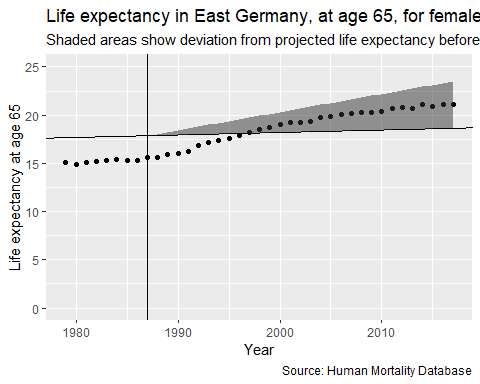 Life expectancy in East Germany, at age 65, for female
Shaded areas show deviation from projected life expectancy before
25
20
15
10
5
0
Life expectancy at age 65
1980
1990
2000
2010
Year
Source: Human Mortality Database